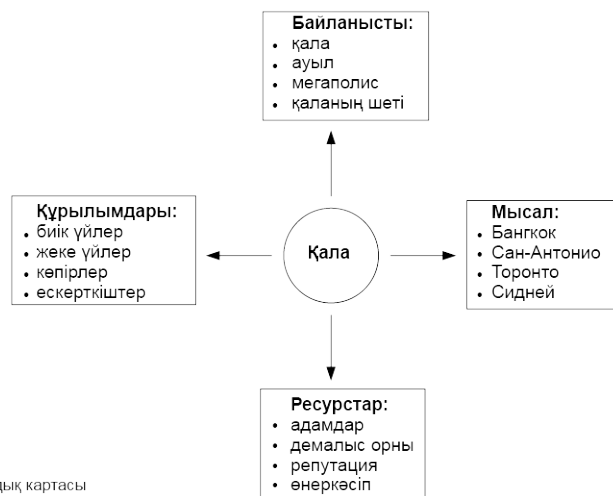 Байланысты:
• қала
• ауыл
• мегаполис
• қаланың шеті
Құрылымдары:
• биік үйлер
• жеке үйлер
• көпірлер
• ескерткіштер
Қала
Мысал:
• Бангкок
• Сан-Антонио
• Торонто
• Сидней
Ресурстар:
• адамдар
• демалыс орны
• репутация
• өнеркәсіп
картасы